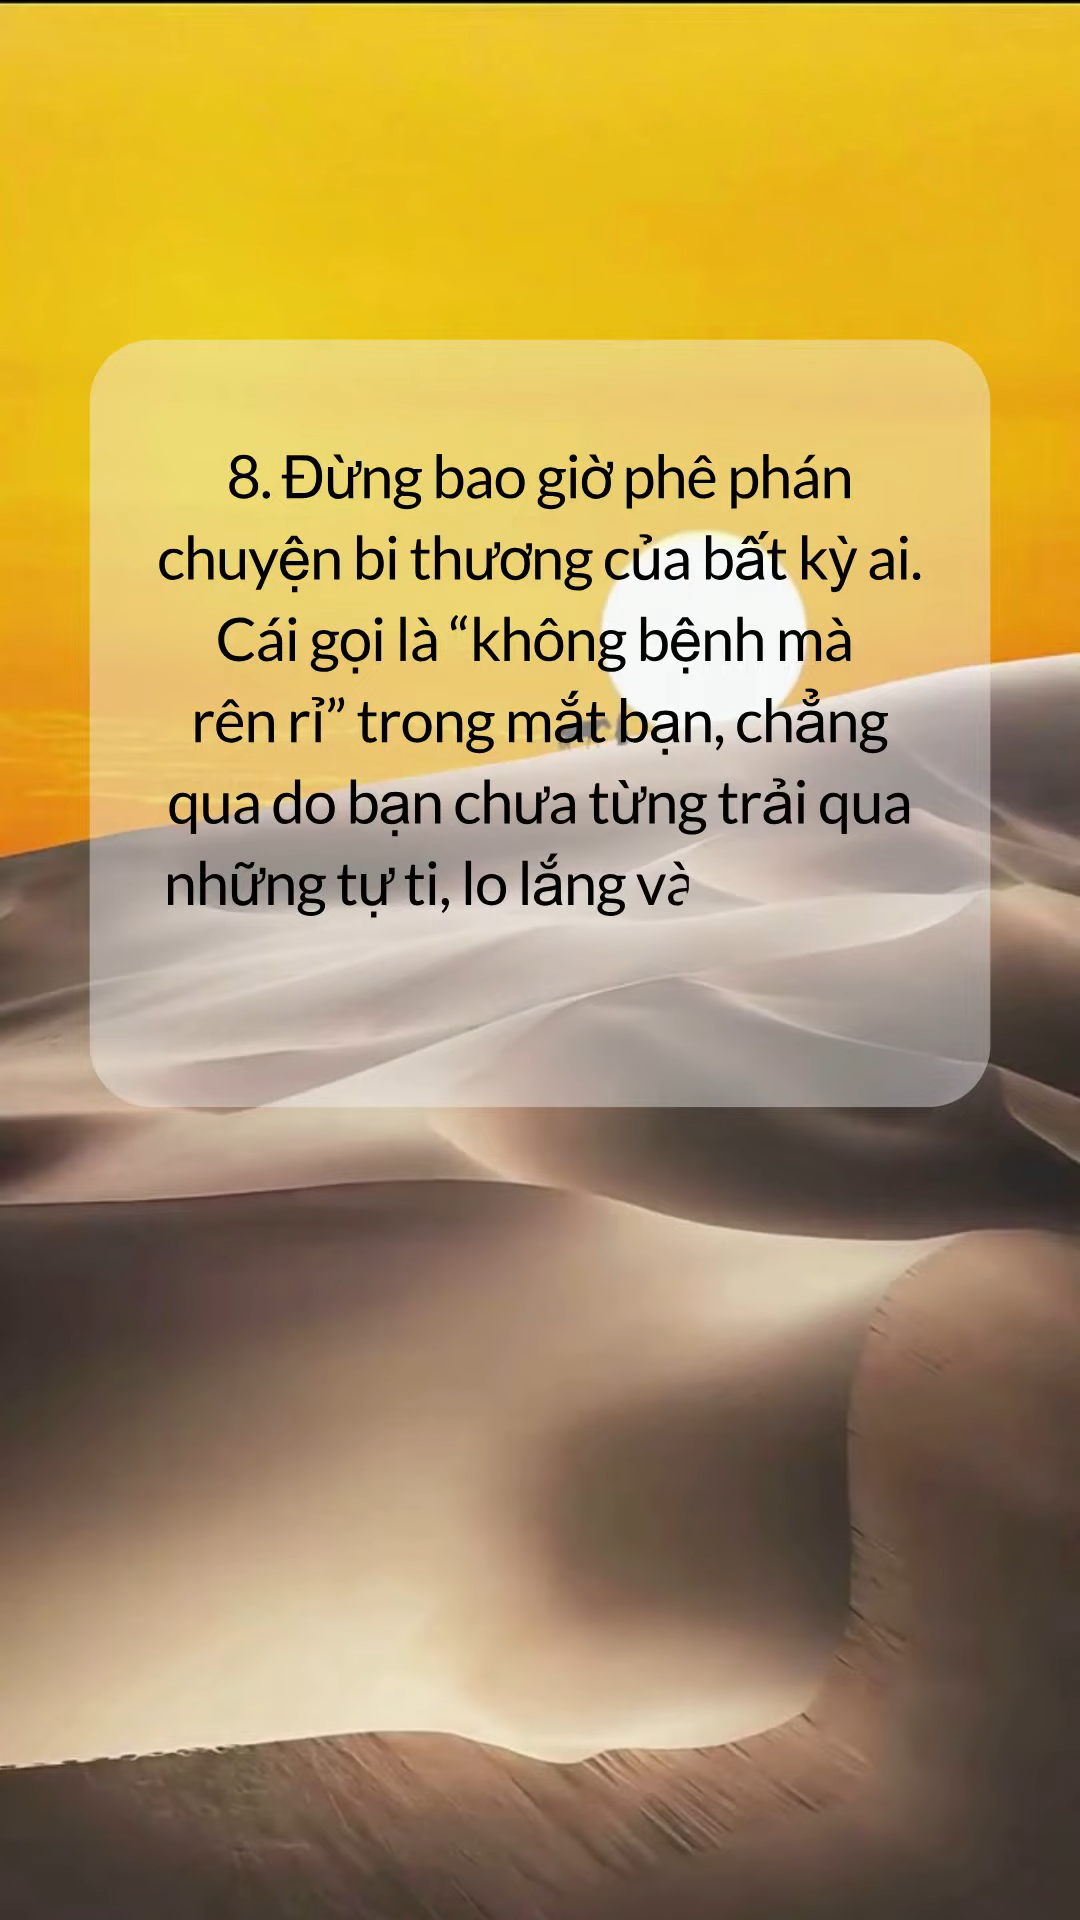 8. Đừng bao giờ phê phán
chuyện bi thương của bất kỳ ai.
Cái gọi là “không bệnh mà
rên rỉ” trong mắt bạn, chẳng
qua do bạn chưa từng trải qua
những tự ti, lo lắng và